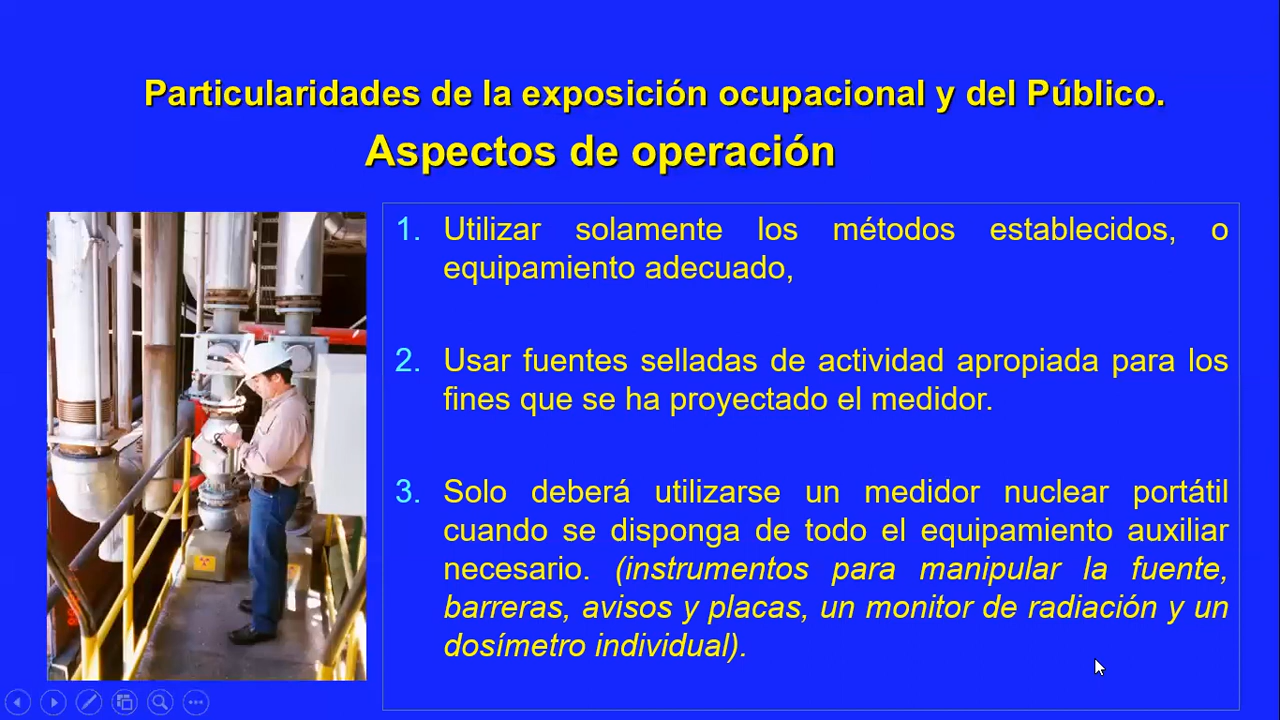 Particularidades de la exposición ocupacional y del Público.
Aspectos de operación
1. Utilizar solamente los métodos establecidos, o
equipamiento adecuado,
2. Usar fuentes selladas de actividad apropiada para los
fines que se ha proyectado el medidor.
3. Solo deberá utilizarse un medidor nuclear portátil
cuando se disponga de todo el equipamiento auxiliar
necesario. (instrumentos para manipular la fuente,
barreras, avisos y placas, un monitor de radiación y un
dosímetro individual).